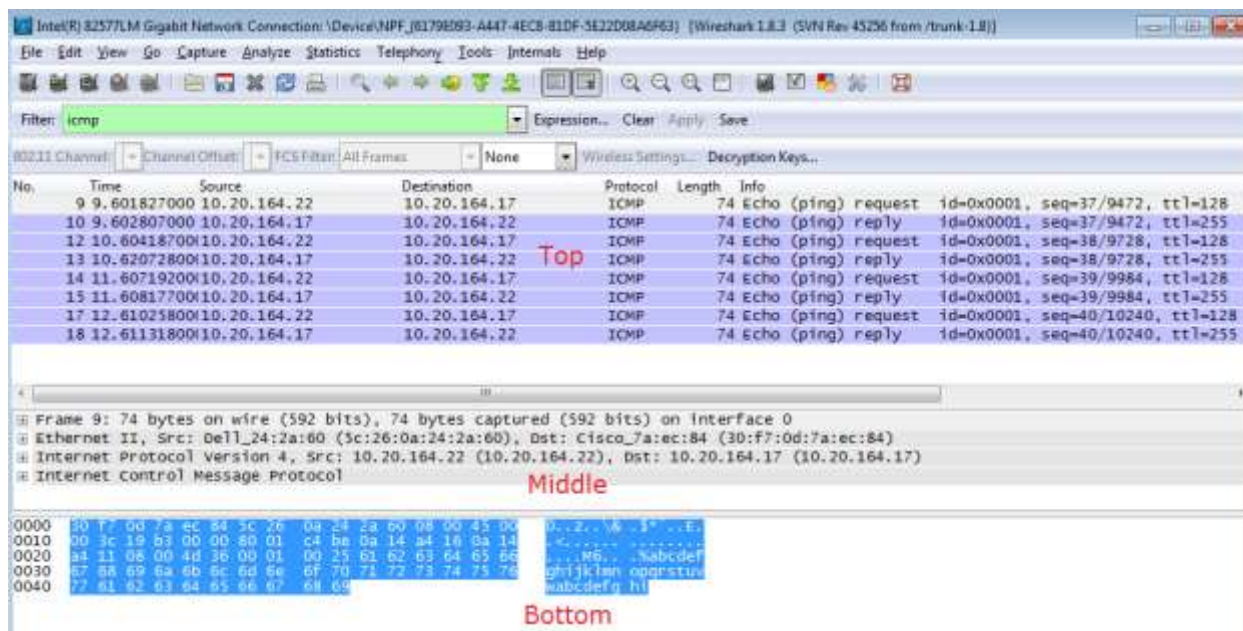 Intel(R) 82577LM Gigabit Network Connection: \Device\NPF_{6179E093-A447-4EC8-81DF-5E22D08A6F63} [Wireshark 1.8.3 (SVN Rev 45256 from /trunk-1.8)]
File Edit View Go Capture Analyze Statistics Telephony Tools Internals Help
Filter: icmp Expression... Clear Apply Save
802.11 Channel: Channel Offset: FCS Filter: All Frames None Wireless Settings... Decryption Keys...
No. Time Source Destination Protocol Length Info
9 9.601827000 10.20.164.22 10.20.164.17 ICMP 74 Echo (ping) request id=0x0001, seq=37/9472, ttl=128
10 9.602807000 10.20.164.17 10.20.164.22 ICMP 74 Echo (ping) reply id=0x0001, seq=37/9472, ttl=255
12 10.60418700(10.20.164.22 10.20.164.17 ICMP 74 Echo (ping) request id=0x0001, seq=38/9728, ttl=128
13 10.62072800(10.20.164.17 10.20.164.22 ICMP 74 Echo (ping) reply id=0x0001, seq=38/9728, ttl=255
Top
14 11.60719200(10.20.164.22 10.20.164.17 ICMP 74 Echo (ping) request id=0x0001, seq=39/9984, ttl=128
15 11.60817700(10.20.164.17 10.20.164.22 ICMP 74 Echo (ping) reply id=0x0001, seq=39/9984, ttl=255
17 12.61025800(10.20.164.22 10.20.164.17 ICMP 74 Echo (ping) request id=0x0001, seq=40/10240, ttl=128
18 12.61131800(10.20.164.17 10.20.164.22 ICMP 74 Echo (ping) reply id=0x0001, seq=40/10240, ttl=255
Frame 9: 74 bytes on wire (592 bits), 74 bytes captured (592 bits) on interface 0
Ethernet II, Src: Dell_24:2a:60 (5c:26:0a:24:2a:60), Dst: Cisco_7a:ec:84 (30:f7:0d:7a:ec:84)
Internet Protocol Version 4, Src: 10.20.164.22 (10.20.164.22), Dst: 10.20.164.17 (10.20.164.17)
Internet Control Message Protocol
Middle
0000 30 f7 0d 7a ec 84 5c 26 0a 24 2a 60 08 00 45 00 0..z..\& .$*`..E.
0010 00 3c 19 b3 00 00 80 01 c4 be 0a 14 a4 16 0a 14 .<...... ........
0020 a4 11 08 00 4d 36 00 01 00 25 61 62 63 64 65 66 ....M6.. .%abcdef
0030 67 68 69 6a 6b 6c 6d 6e 6f 70 71 72 73 74 75 76 ghijklmn opqrstuv
0040 77 61 62 63 64 65 66 67 68 69 wabcdefg hi
Bottom